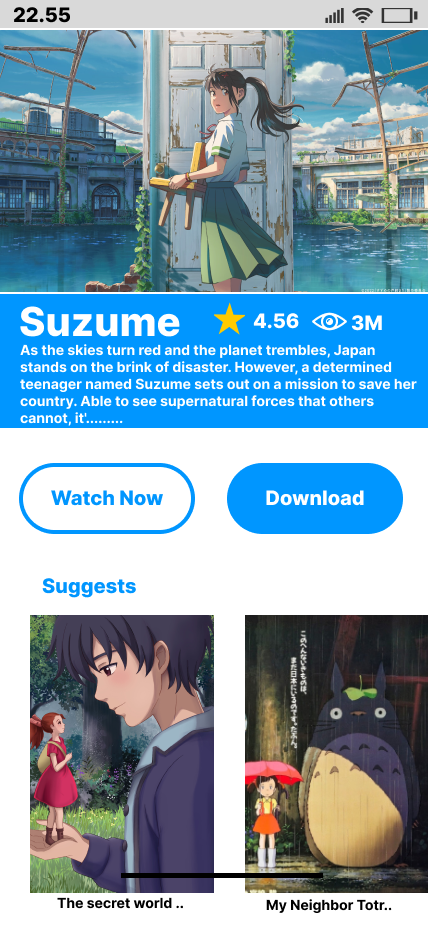 22.55
Suzume 4.56 3M
As the skies turn red and the planet trembles, Japan
stands on the brink of disaster. However, a determined
teenager named Suzume sets out on a mission to save her
country. Able to see supernatural forces that others
cannot, it'.........
Watch Now Download
Suggests
The secret world ..
My Neighbor Totr..